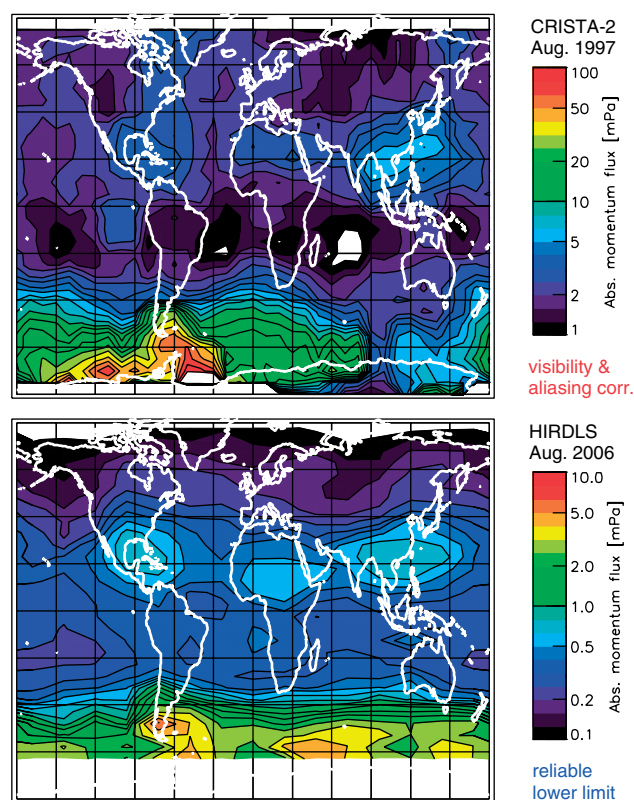 CRISTA-2
Aug. 1997
100
50
20
10
5
2
1
Abs. momentum flux [mPa]
visibility &
aliasing corr.
HIRDLS
Aug. 2006
10.0
5.0
2.0
1.0
0.5
0.2
0.1
Abs. momentum flux [mPa]
reliable
lower limit